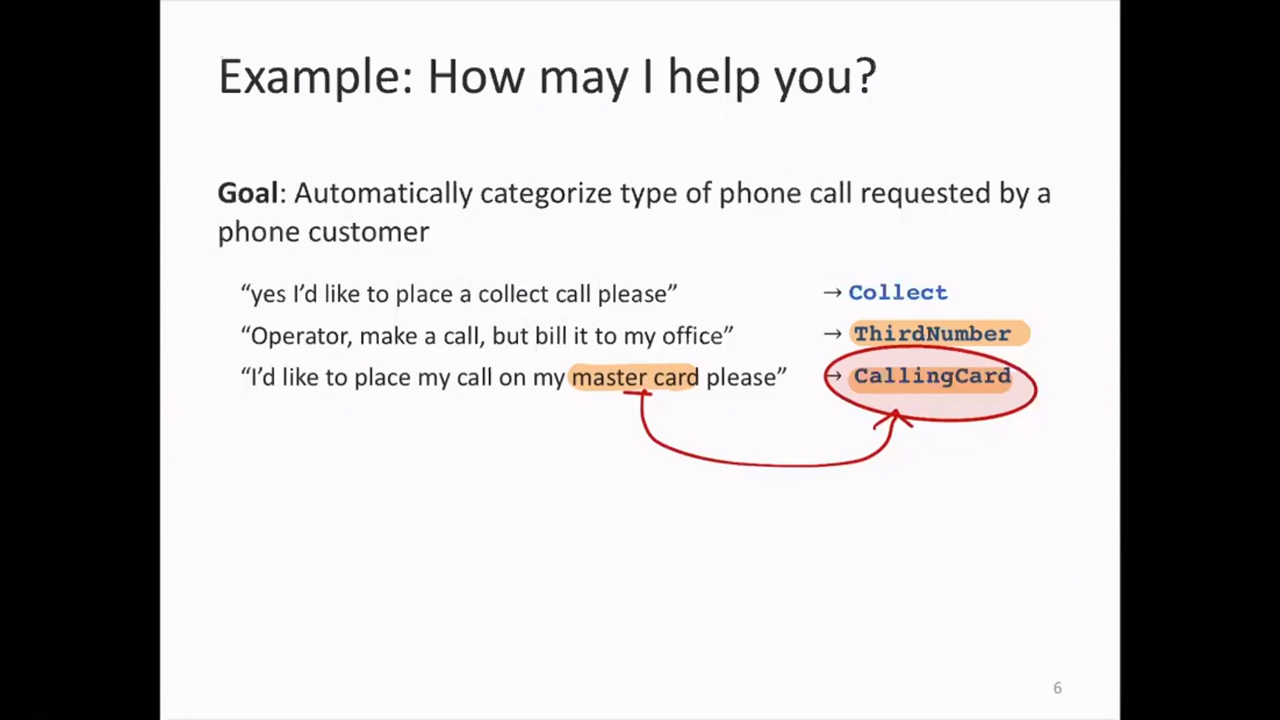 Example: How may I help you?
Goal: Automatically categorize type of phone call requested by a
phone customer
“yes I’d like to place a collect call please” → Collect
“Operator, make a call, but bill it to my office” → ThirdNumber
“I’d like to place my call on my master card please” → CallingCard
6